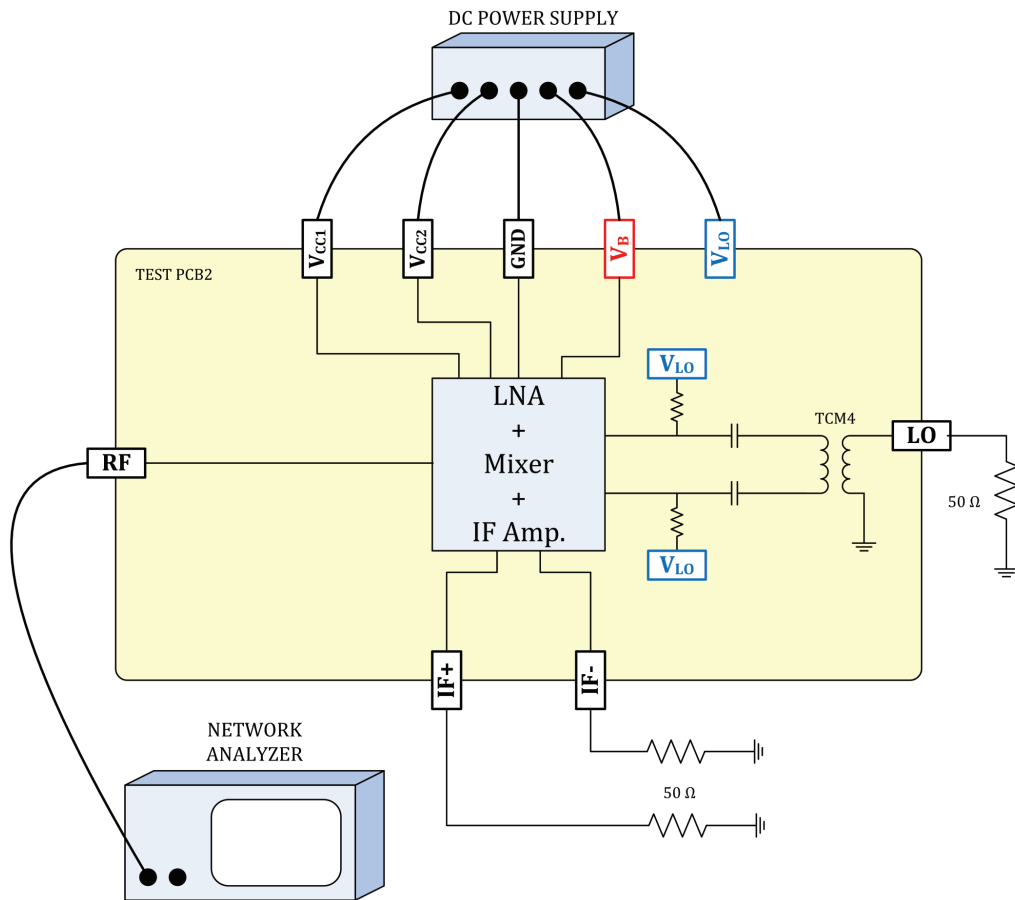 DC POWER SUPPLY
VCC1
VCC2
GND
VB
VLO
TEST PCB2
VLO
LNA
+
Mixer
+
IF Amp.
TCM4
LO
RF
50 Ω
VLO
IF+
IF-
NETWORK
ANALYZER
50 Ω